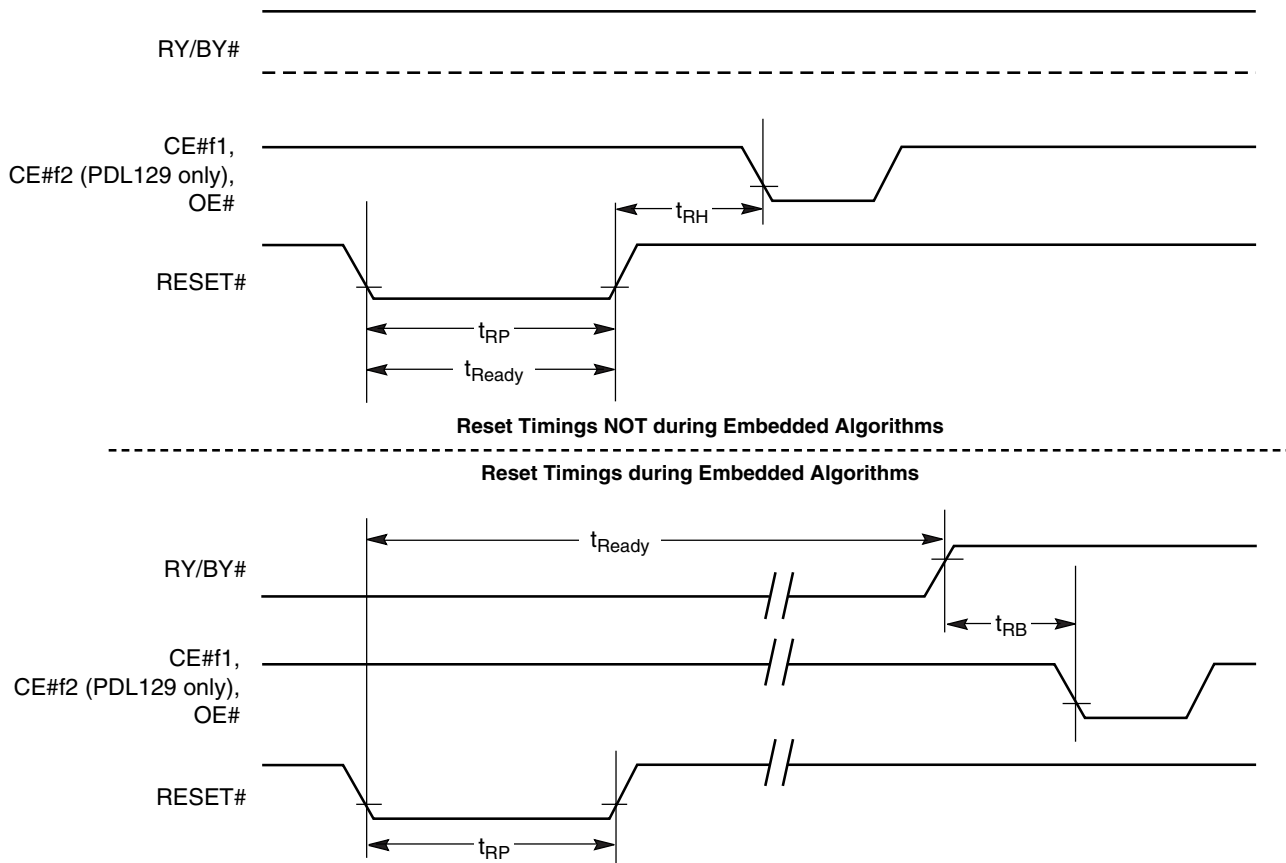 RY/BY#
CE#f1,
CE#f2 (PDL129 only),
OE#
tRH
RESET#
tRP
tReady
Reset Timings NOT during Embedded Algorithms
Reset Timings during Embedded Algorithms
tReady
RY/BY#
tRB
CE#f1,
CE#f2 (PDL129 only),
OE#
RESET#
tRP